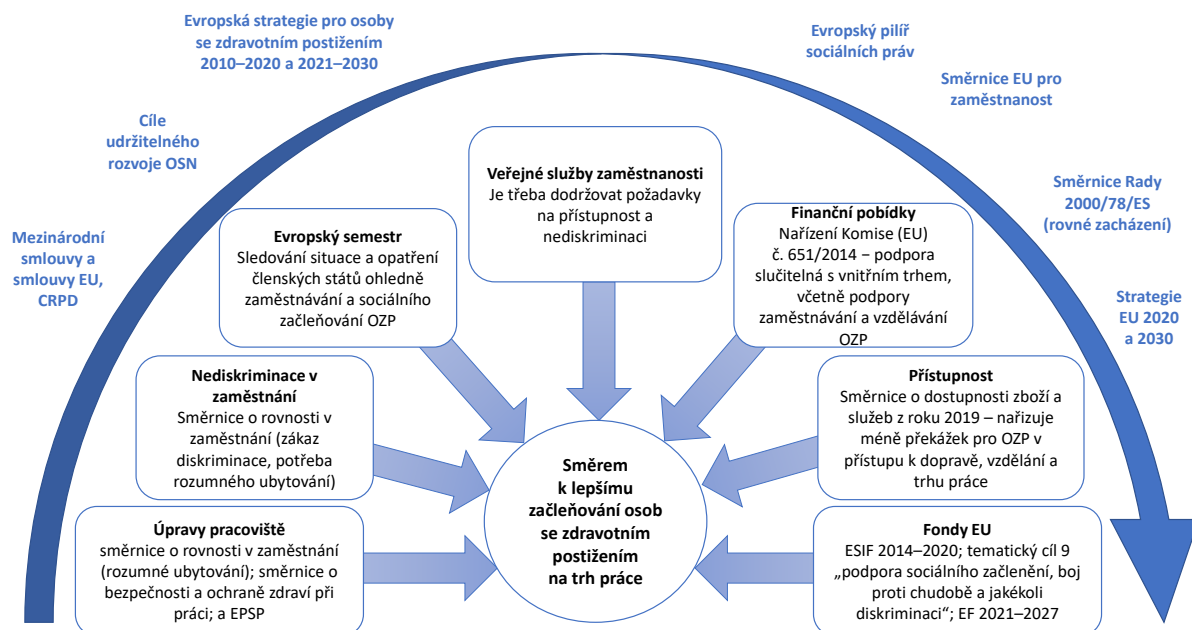 Evropská strategie pro osoby
se zdravotním postižením
2010–2020 a 2021–2030
Evropský pilíř
sociálních práv
Směrnice EU pro
zaměstnanost
Cíle
udržitelného
rozvoje OSN
Směrnice Rady
2000/78/ES
(rovné zacházení)
Mezinárodní
smlouvy a
smlouvy EU,
CRPD
Strategie
EU 2020
a 2030
Veřejné služby zaměstnanosti
Je třeba dodržovat požadavky
na přístupnost a
nediskriminaci
Evropský semestr
Sledování situace a opatření
členských států ohledně
zaměstnávání a sociálního
začleňování OZP
Finanční pobídky
Nařízení Komise (EU)
č. 651/2014 − podpora
slučitelná s vnitřním trhem,
včetně podpory
zaměstnávání a vzdělávání
OZP
Nediskriminace v
zaměstnání
Směrnice o rovnosti v
zaměstnání (zákaz
diskriminace, potřeba
rozumného ubytování)
Přístupnost
Směrnice o dostupnosti zboží a
služeb z roku 2019 – nařizuje
méně překážek pro OZP v
přístupu k dopravě, vzdělání a
trhu práce
Úpravy pracoviště
směrnice o rovnosti v zaměstnání
(rozumné ubytování); směrnice o
bezpečnosti a ochraně zdraví při
práci; a EPSP
Směrem
k lepšímu
začleňování osob
se zdravotním
postižením
na trh práce
Fondy EU
ESIF 2014–2020; tematický cíl 9
„podpora sociálního začlenění, boj
proti chudobě a jakékoli
diskriminaci“; EF 2021–2027